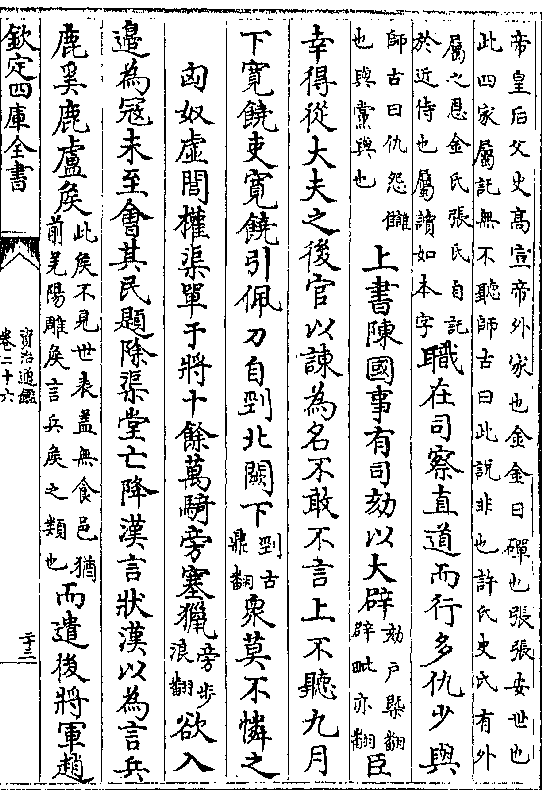 帝皇后父史高宣帝外家也金金日磾也張張安世也
此四家屬託無不聽師古曰此說非也許氏史氏有外
屬之恩金氏張氏自託
於近侍也屬讀如本字
職在司察直道而行多仇少與
師古曰仇怨讎
也與黨與也
上書陳國事有司劾以大辟
劾戶槩翻
辟毗亦翻
臣
幸得從大夫之後官以諫為名不敢不言上不聽九月
下寛饒吏寛饒引佩刀自剄北闕下
剄古
鼎翻
衆莫不憐之
匈奴虛閭權渠單于將十餘萬騎旁塞獵
旁步
浪翻
欲入
邉為冦未至會其民題除渠堂亡降漢言狀漢以為言兵
鹿奚鹿盧矦
此矦不見世表盖無食邑猶
前羌陽雕矦言兵矦之類也
而遣後將軍趙
欽定四庫全書
資治通鑑
卷二十六
二十三